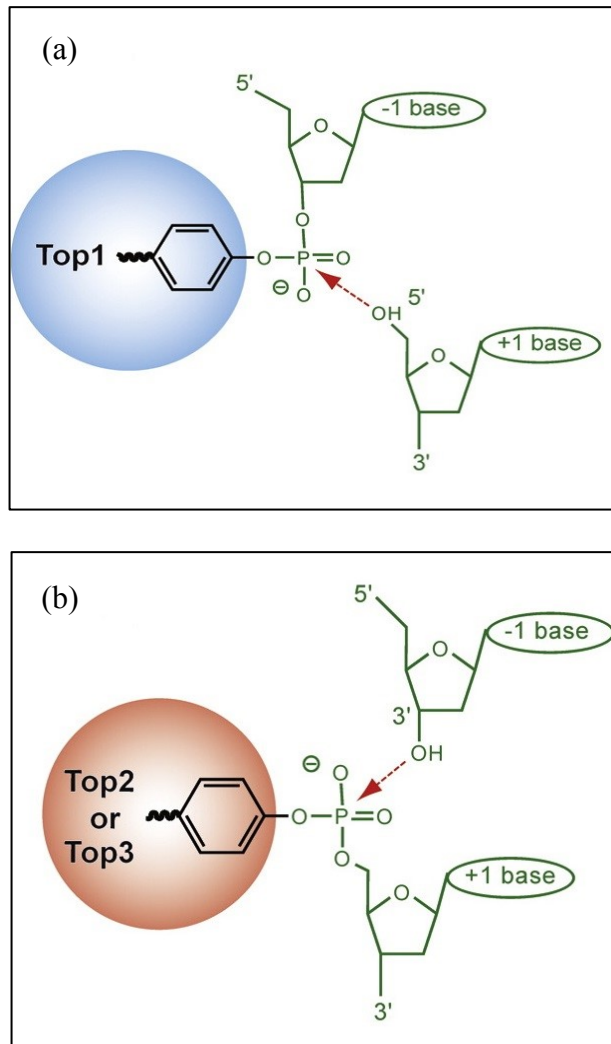 (a)
5'
-1 base
O
O
Top1
O
P
O
⊖
O
OH
5'
O
+1 base
3'
(b)
5'
-1 base
O
3'
⊖
O
OH
Top2
or
Top3
O
P
O
O
O
+1 base
3'